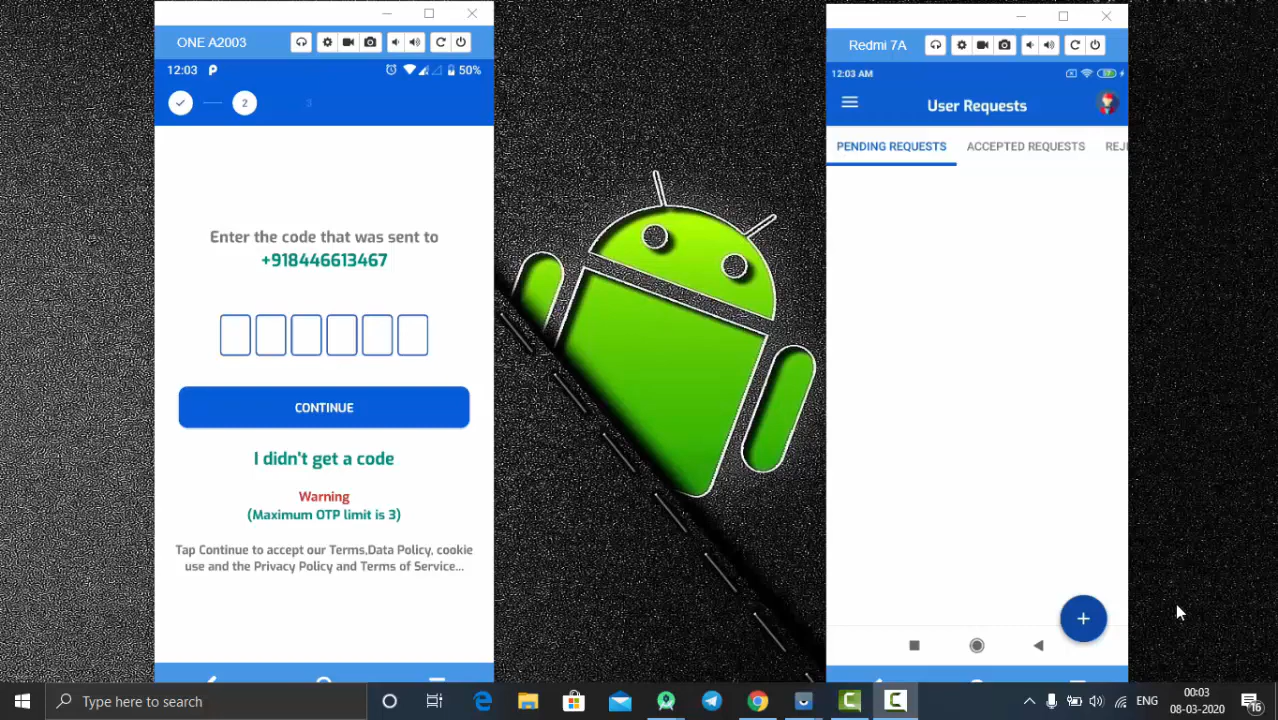 ONE A2003
12:03
50%
2
3
Enter the code that was sent to
+918446613467
CONTINUE
I didn't get a code
Warning
(Maximum OTP limit is 3)
Tap Continue to accept our Terms,Data Policy, cookie
use and the Privacy Policy and Terms of Service...
Redmi 7A
12:03 AM
User Requests
PENDING REQUESTS
ACCEPTED REQUESTS
REJ
+
Type here to search
ENG
00:03
08-03-2020
16